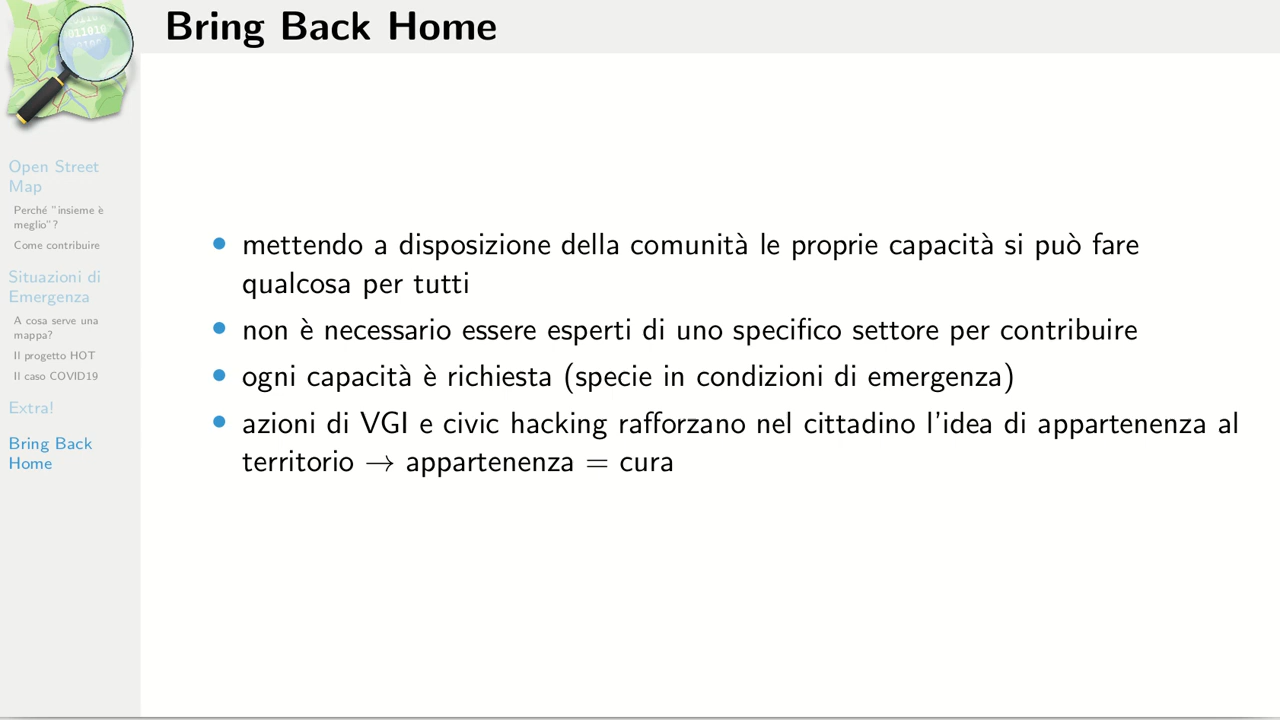 Bring Back Home
Open Street
Map
Perché "insieme è
meglio"?
Come contribuire
Situazioni di
Emergenza
A cosa serve una
mappa?
Il progetto HOT
Il caso COVID19
Extra!
Bring Back
Home
mettendo a disposizione della comunità le proprie capacità si può fare
qualcosa per tutti
non è necessario essere esperti di uno specifico settore per contribuire
ogni capacità è richiesta (specie in condizioni di emergenza)
azioni di VGI e civic hacking rafforzano nel cittadino l'idea di appartenenza al
territorio → appartenenza = cura